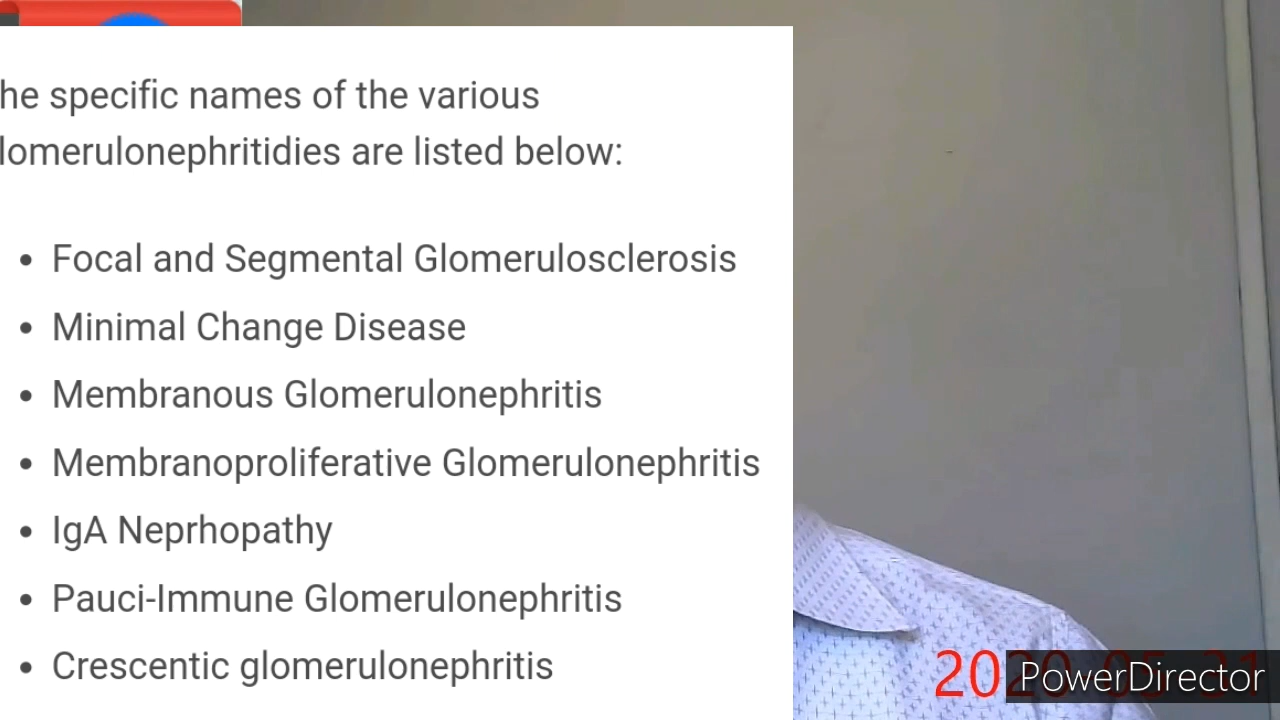 he specific names of the various
lomerulonephritidies are listed below:
• Focal and Segmental Glomerulosclerosis
• Minimal Change Disease
• Membranous Glomerulonephritis
• Membranoproliferative Glomerulonephritis
• IgA Neprhopathy
• Pauci-Immune Glomerulonephritis
• Crescentic glomerulonephritis
PowerDirector